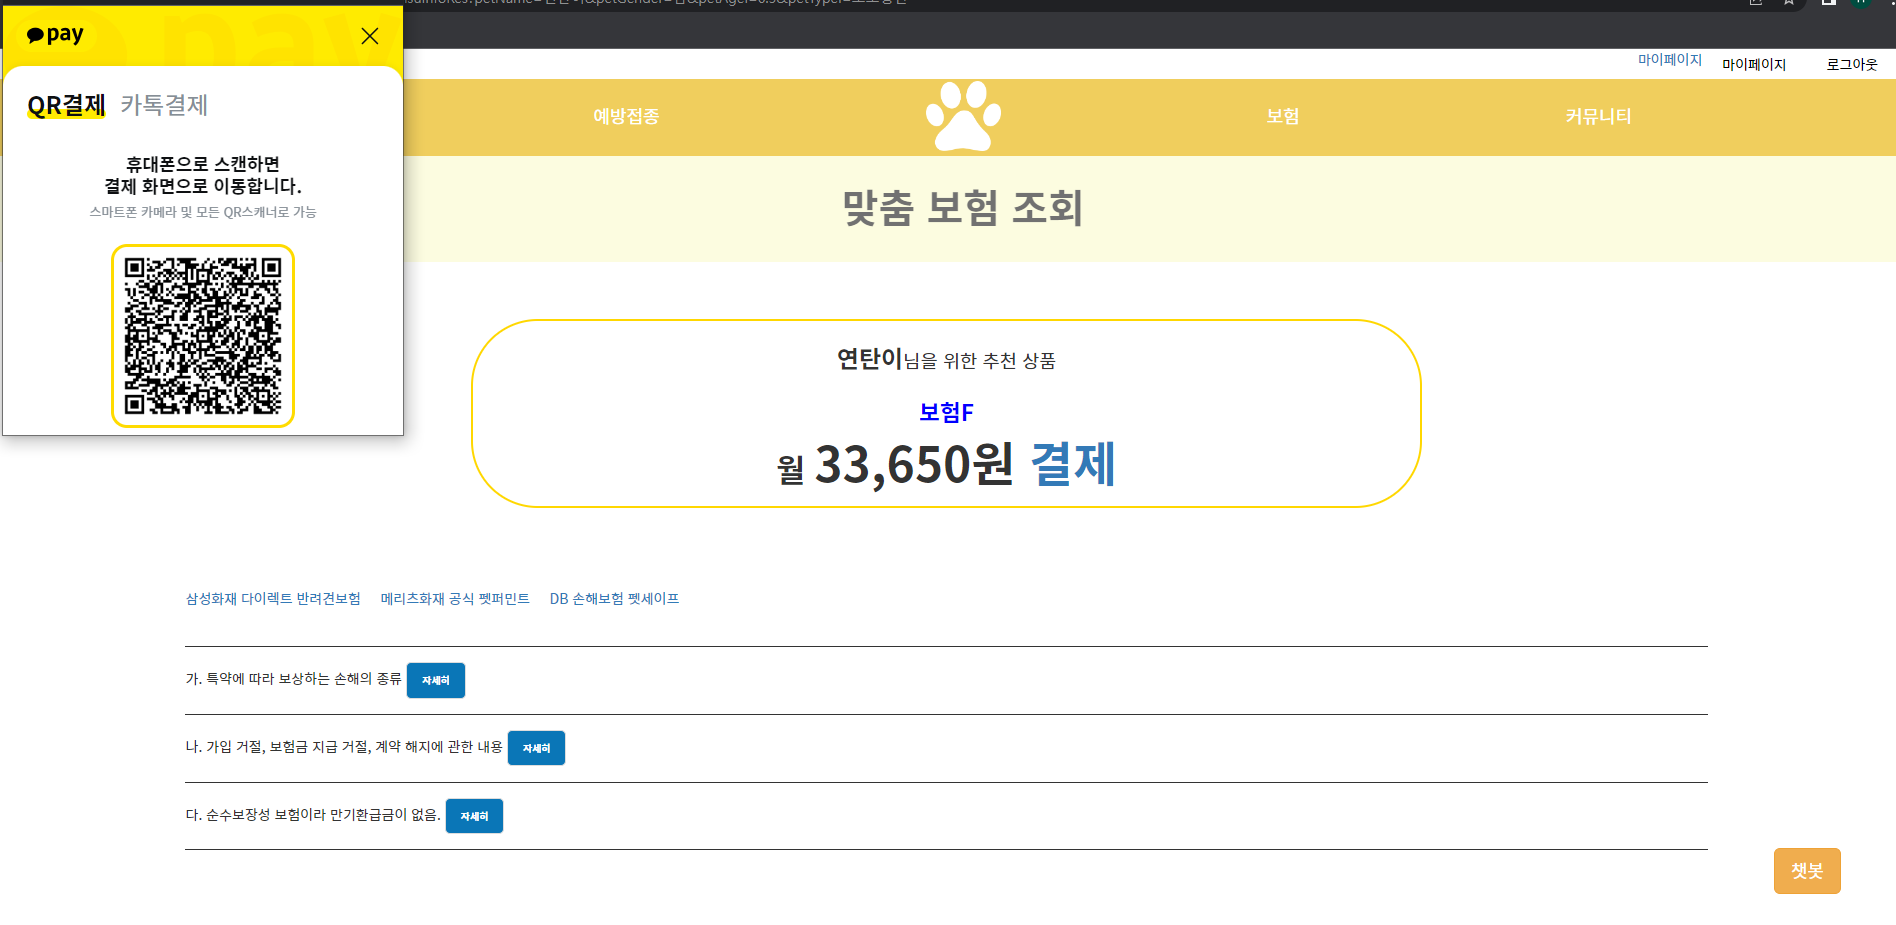 pay
QR결제 카톡결제
휴대폰으로 스캔하면
결제 화면으로 이동합니다.
스마트폰 카메라 및 모든 QR스캐너로 가능
마이페이지 마이페이지 로그아웃
예방접종 보험 커뮤니티
맞춤 보험 조회
연탄이님을 위한 추천 상품
보험F
월 33,650원 결제
삼성화재 다이렉트 반려견보험 메리츠화재 공식 펫퍼민트 DB 손해보험 펫세이프
가. 특약에 따라 보상하는 손해의 종류 자세히
나. 가입 거절, 보험금 지급 거절, 계약 해지에 관한 내용 자세히
다. 순수보장성 보험이라 만기환급금이 없음. 자세히
챗봇